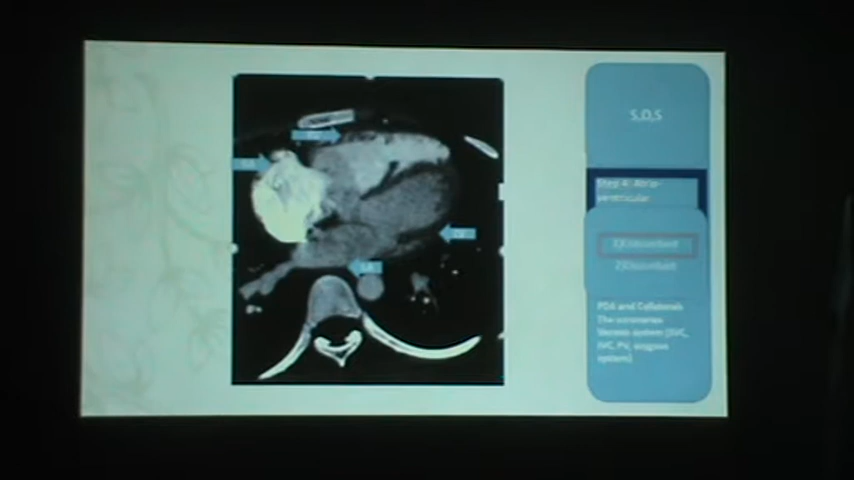 S,D,S
Step 4: Atrio-
ventricular
1)Concordant
2)Discordant
PDA and Collaterals
The coronaries
Venous system (SVC,
IVC, PV, azygous
system)
LA